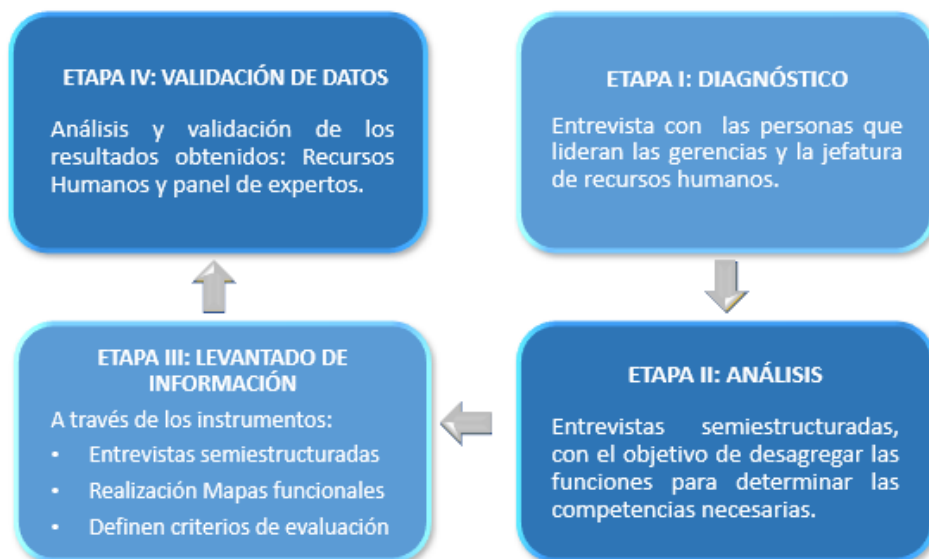 ETAPA I: DIAGNÓSTICO
Entrevista con las personas que
lideran las gerencias y la jefatura
de recursos humanos.
ETAPA II: ANÁLISIS
Entrevistas semiestructuradas,
con el objetivo de desagregar las
funciones para determinar las
competencias necesarias.
ETAPA III: LEVANTADO DE
INFORMACIÓN
A través de los instrumentos:
• Entrevistas semiestructuradas
• Realización Mapas funcionales
• Definen criterios de evaluación
ETAPA IV: VALIDACIÓN DE DATOS
Análisis y validación de los
resultados obtenidos: Recursos
Humanos y panel de expertos.